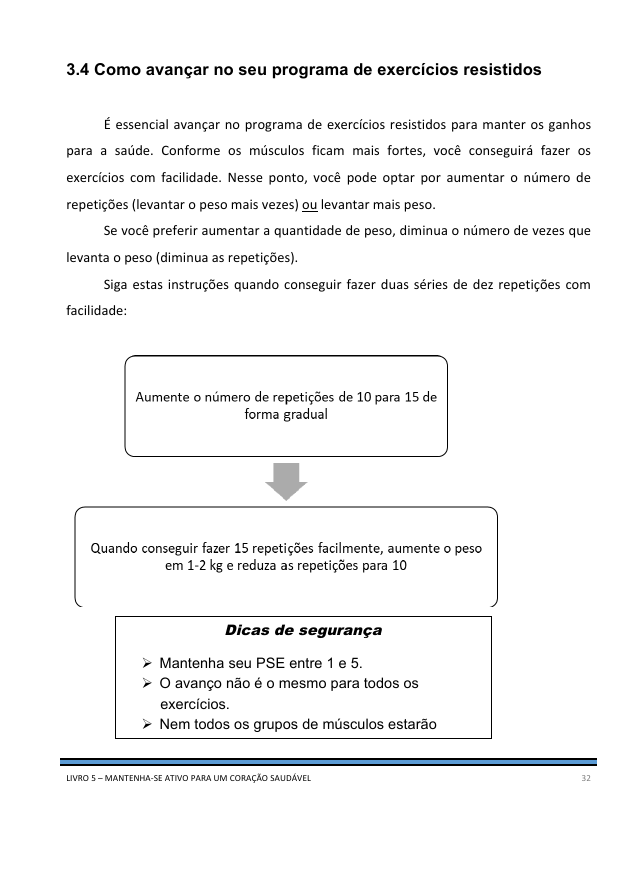 3.4 Como avançar no seu programa de exercícios resistidos
É essencial avançar no programa de exercícios resistidos para manter os ganhos
para a saúde. Conforme os músculos ficam mais fortes, você conseguirá fazer os
exercícios com facilidade. Nesse ponto, você pode optar por aumentar o número de
repetições (levantar o peso mais vezes) ou levantar mais peso.
Se você preferir aumentar a quantidade de peso, diminua o número de vezes que
levanta o peso (diminua as repetições).
Siga estas instruções quando conseguir fazer duas séries de dez repetições com
facilidade:
Aumente o número de repetições de 10 para 15 de
forma gradual
Quando conseguir fazer 15 repetições facilmente, aumente o peso
em 1-2 kg e reduza as repetições para 10
Dicas de segurança
➢ Mantenha seu PSE entre 1 e 5.
➢ O avanço não é o mesmo para todos os
exercícios.
➢ Nem todos os grupos de músculos estarão
LIVRO 5 – MANTENHA-SE ATIVO PARA UM CORAÇÃO SAUDÁVEL
32